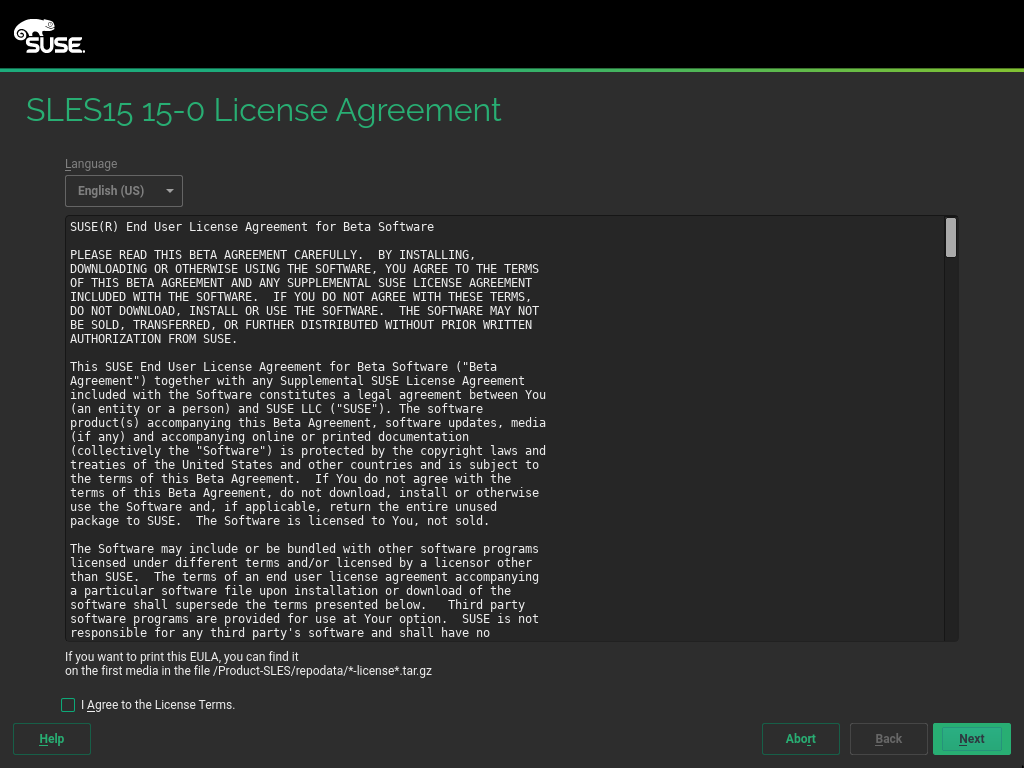 SUSE.
SLES15 15-0 License Agreement
Language
English (US)
SUSE(R) End User License Agreement for Beta Software
PLEASE READ THIS BETA AGREEMENT CAREFULLY.  BY INSTALLING,
DOWNLOADING OR OTHERWISE USING THE SOFTWARE, YOU AGREE TO THE TERMS
OF THIS BETA AGREEMENT AND ANY SUPPLEMENTAL SUSE LICENSE AGREEMENT
INCLUDED WITH THE SOFTWARE.  IF YOU DO NOT AGREE WITH THESE TERMS,
DO NOT DOWNLOAD, INSTALL OR USE THE SOFTWARE.  THE SOFTWARE MAY NOT
BE SOLD, TRANSFERRED, OR FURTHER DISTRIBUTED WITHOUT PRIOR WRITTEN
AUTHORIZATION FROM SUSE.
This SUSE End User License Agreement for Beta Software ("Beta
Agreement") together with any Supplemental SUSE License Agreement
included with the Software constitutes a legal agreement between You
(an entity or a person) and SUSE LLC ("SUSE"). The software
product(s) accompanying this Beta Agreement, software updates, media
(if any) and accompanying online or printed documentation
(collectively the "Software") is protected by the copyright laws and
treaties of the United States and other countries and is subject to
the terms of this Beta Agreement.  If You do not agree with the
terms of this Beta Agreement, do not download, install or otherwise
use the Software and, if applicable, return the entire unused
package to SUSE.  The Software is licensed to You, not sold.
The Software may include or be bundled with other software programs
licensed under different terms and/or licensed by a licensor other
than SUSE.  The terms of an end user license agreement accompanying
a particular software file upon installation or download of the
software shall supersede the terms presented below.   Third party
software programs are provided for use at Your option.  SUSE is not
responsible for any third party's software and shall have no
If you want to print this EULA, you can find it
on the first media in the file /Product-SLES/repodata/*-license*.tar.gz
I Agree to the License Terms.
Help
Abort
Back
Next